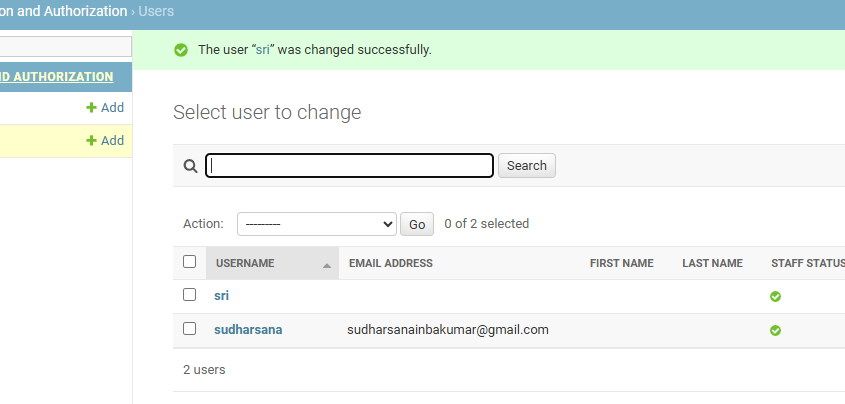 on and Authorization › Users
The user “sri” was changed successfully.
ND AUTHORIZATION
Add
Add
Select user to change
Search
Action: --------- Go 0 of 2 selected
USERNAME EMAIL ADDRESS FIRST NAME LAST NAME STAFF STATUS
sri
sudharsana sudharsanainbakumar@gmail.com
2 users